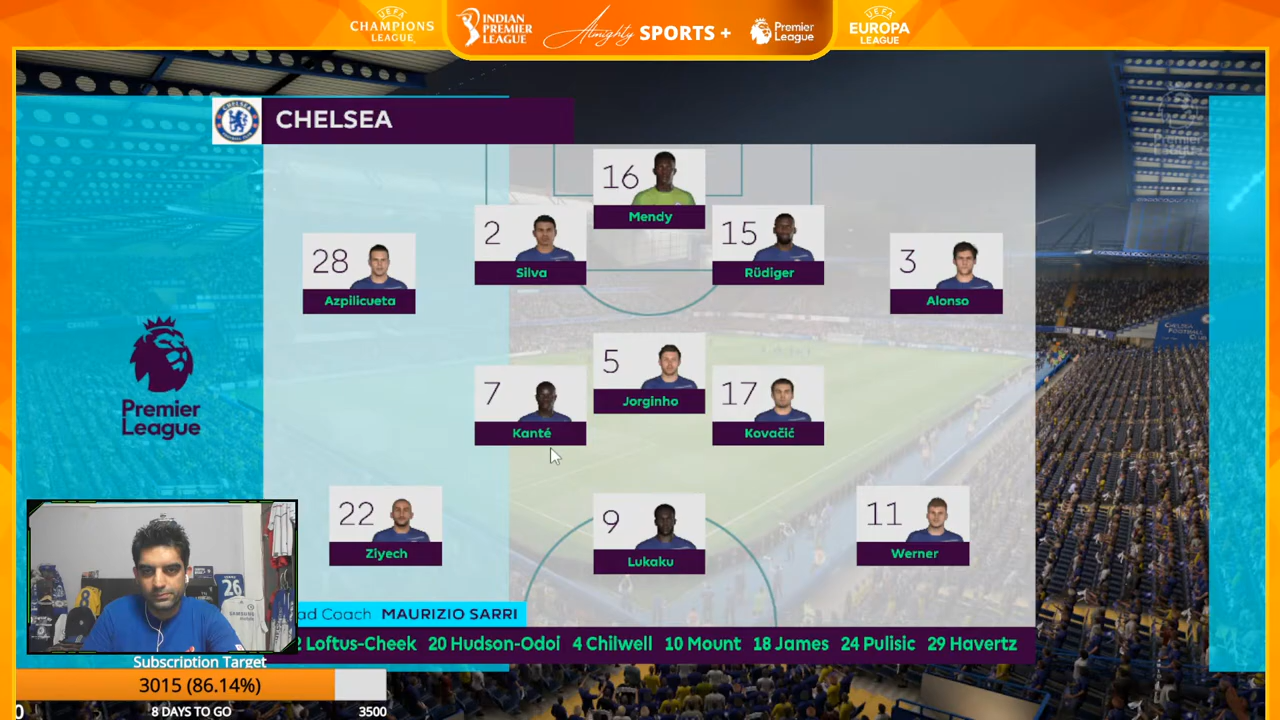 UEFA
CHAMPIONS
LEAGUE
INDIAN
PREMIER
LEAGUE
Almighty SPORTS +
Premier
League
UEFA
EUROPA
LEAGUE
CHELSEA
16
Mendy
2
Silva
15
Rüdiger
28
Azpilicueta
3
Alonso
5
Jorginho
7
Kanté
17
Kovačić
Premier
League
22
Ziyech
9
Lukaku
11
Werner
ad Coach MAURIZIO SARRI
2 Loftus-Cheek 20 Hudson-Odoi 4 Chilwell 10 Mount 18 James 24 Pulisic 29 Havertz
26
Subscription Target
3015 (86.14%)
0 8 DAYS TO GO 3500